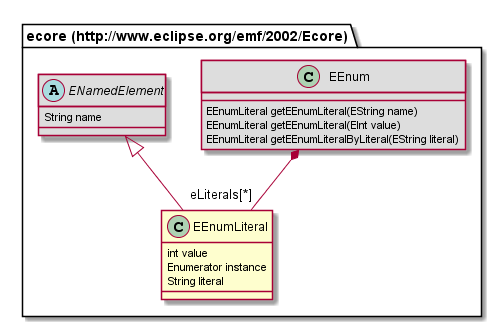 ecore (http://www.eclipse.org/emf/2002/Ecore)
A ENamedElement
String name
C EEnum
EEnumLiteral getEEnumLiteral(EString name)
EEnumLiteral getEEnumLiteral(EInt value)
EEnumLiteral getEEnumLiteralByLiteral(EString literal)
eLiterals[*]
C EEnumLiteral
int value
Enumerator instance
String literal